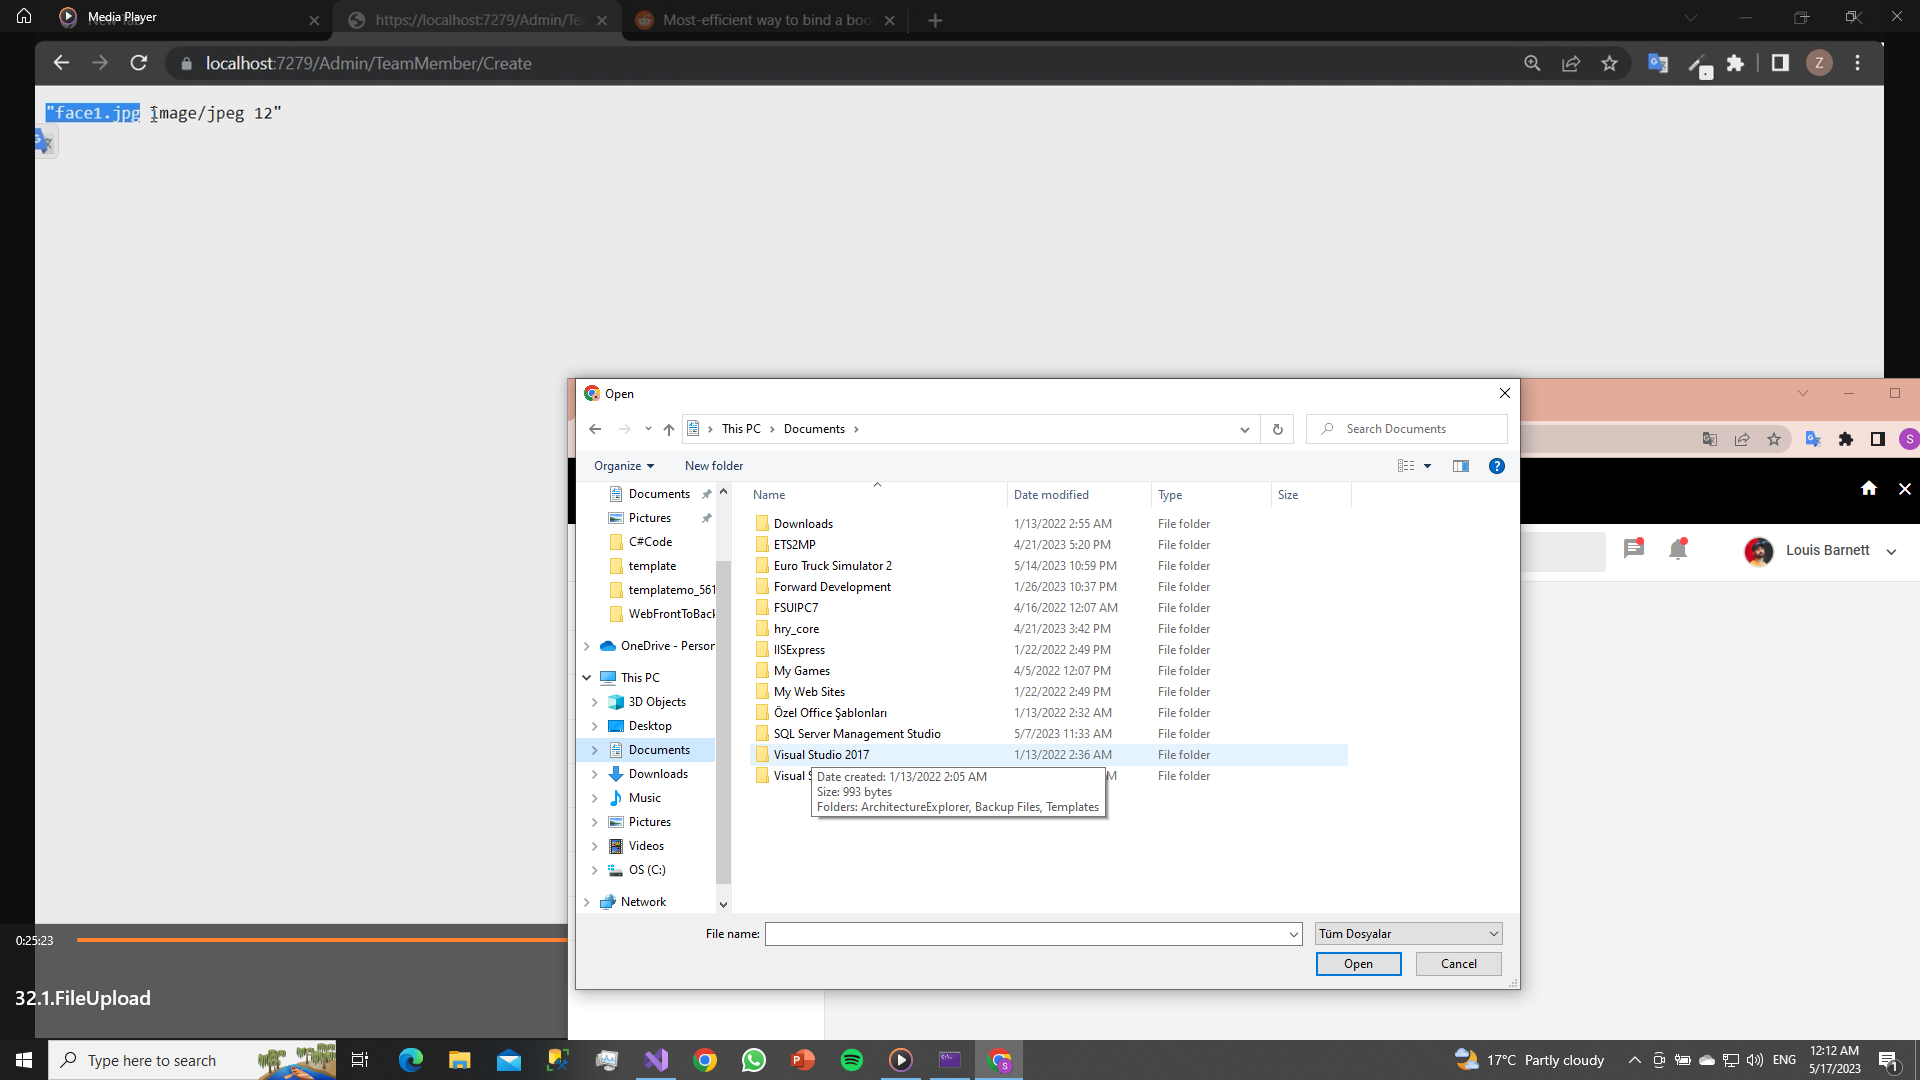 Media Player
https://localhost:7279/Admin/Te
Most-efficient way to bind a boo
localhost:7279/Admin/TeamMember/Create
Z
"face1.jpg image/jpeg 12"
Open
This PC
Documents
Search Documents
S
Organize
New folder
Name
Date modified
Type
Size
Documents
Pictures
C#Code
template
templatemo_561
WebFrontToBack
OneDrive - Person
This PC
3D Objects
Desktop
Documents
Downloads
Music
Pictures
Videos
OS (C:)
Network
Downloads 1/13/2022 2:55 AM File folder
ETS2MP 4/21/2023 5:20 PM File folder
Euro Truck Simulator 2 5/14/2023 10:59 PM File folder
Forward Development 1/26/2023 10:37 PM File folder
FSUIPC7 4/16/2022 12:07 AM File folder
hry_core 4/21/2023 3:42 PM File folder
IISExpress 1/22/2022 2:49 PM File folder
My Games 4/5/2022 12:07 PM File folder
My Web Sites 1/22/2022 2:49 PM File folder
Özel Office Şablonları 1/13/2022 2:32 AM File folder
SQL Server Management Studio 5/7/2023 11:33 AM File folder
Visual Studio 2017 1/13/2022 2:36 AM File folder
Visual S M File folder
Date created: 1/13/2022 2:05 AM
Size: 993 bytes
Folders: ArchitectureExplorer, Backup Files, Templates
Louis Barnett
File name:
Tüm Dosyalar
Open
Cancel
0:25:23
32.1.FileUpload
Type here to search
17°C Partly cloudy
ENG
12:12 AM
5/17/2023
1